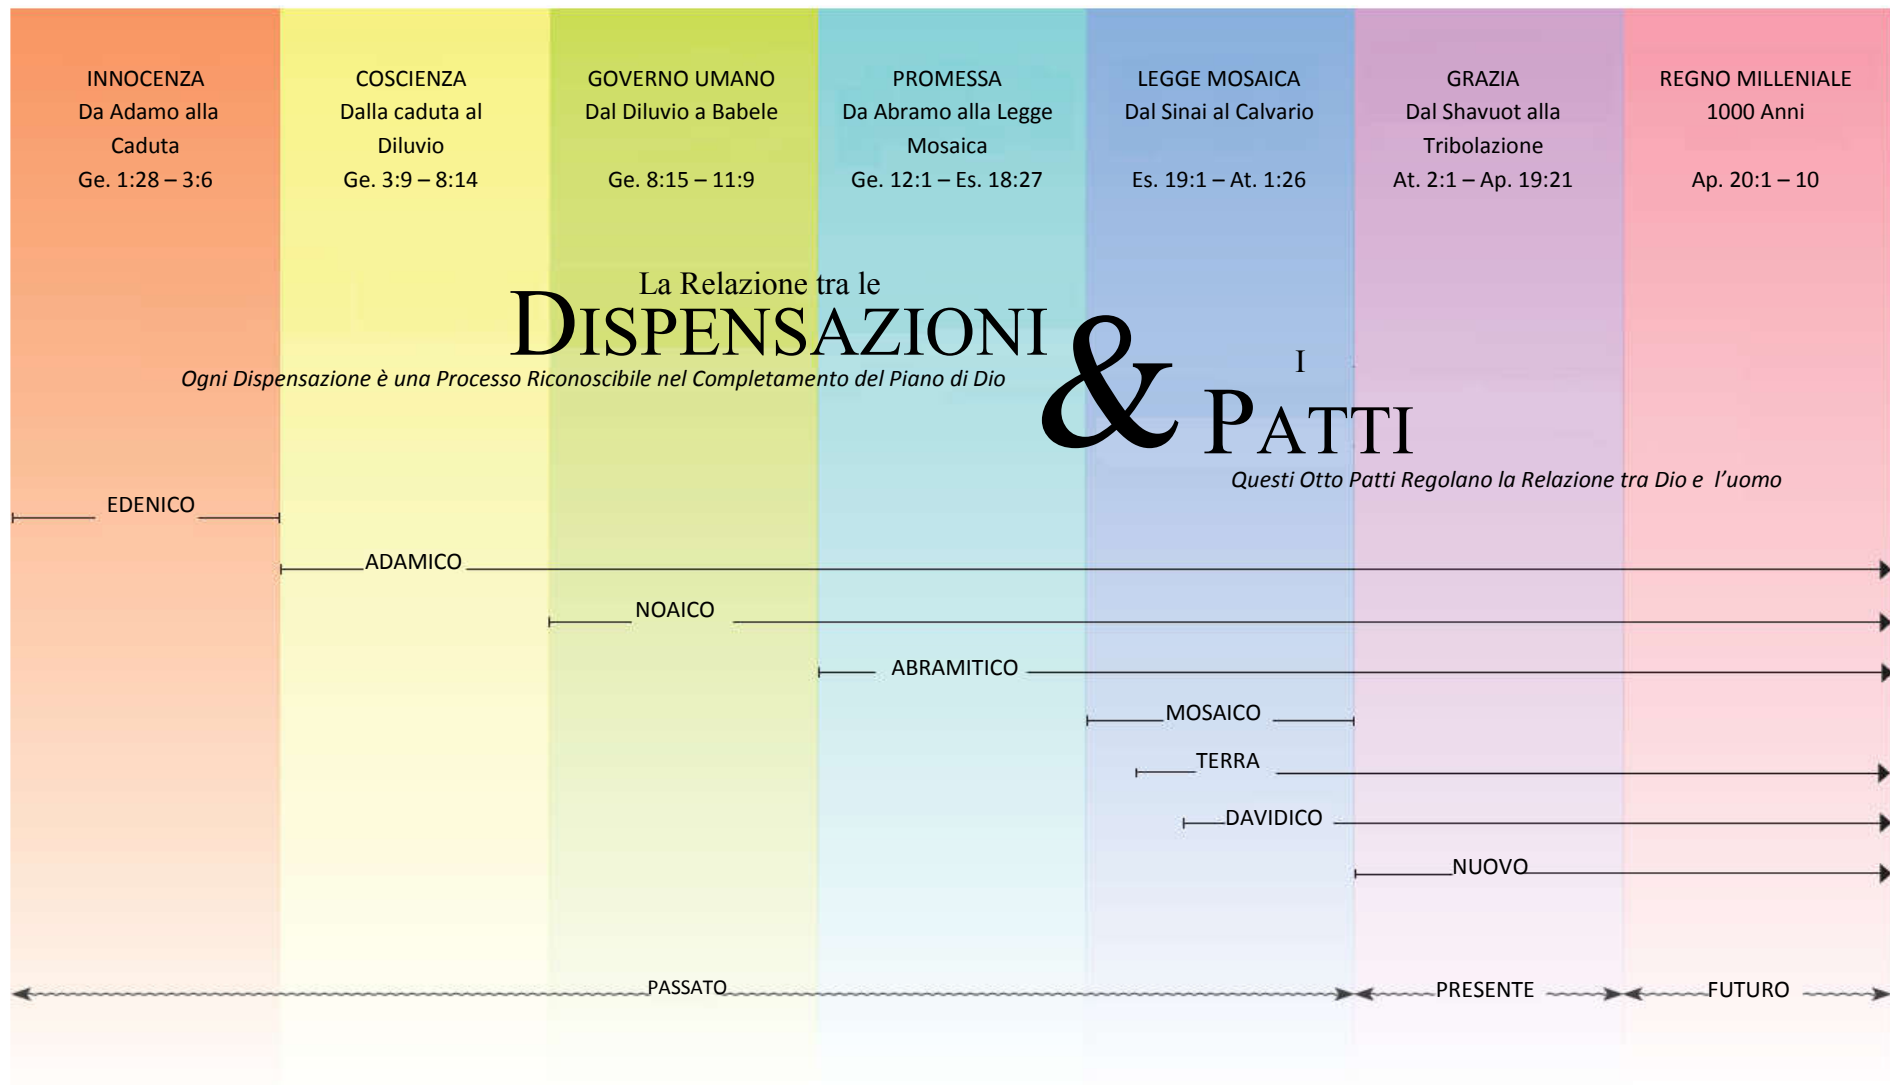 INNOCENZA
Da Adamo alla
Caduta
Ge. 1:28 – 3:6
COSCIENZA
Dalla caduta al
Diluvio
Ge. 3:9 – 8:14
GOVERNO UMANO
Dal Diluvio a Babele
Ge. 8:15 – 11:9
PROMESSA
Da Abramo alla Legge
Mosaica
Ge. 12:1 – Es. 18:27
LEGGE MOSAICA
Dal Sinai al Calvario
Es. 19:1 – At. 1:26
GRAZIA
Dal Shavuot alla
Tribolazione
At. 2:1 – Ap. 19:21
REGNO MILLENIALE
1000 Anni
Ap. 20:1 – 10
La Relazione tra le
DISPENSAZIONI
Ogni Dispensazione è una Processo Riconoscibile nel Completamento del Piano di Dio
&
I
PATTI
Questi Otto Patti Regolano la Relazione tra Dio e l’uomo
EDENICO
ADAMICO
NOAICO
ABRAMITICO
MOSAICO
TERRA
DAVIDICO
NUOVO
PASSATO
PRESENTE
FUTURO